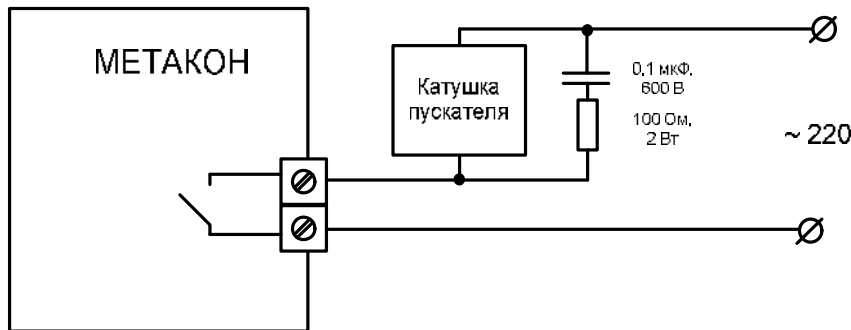 МЕТАКОН
Катушка
пускателя
0,1 мкФ,
600 В
100 Ом,
2 Вт
~ 220